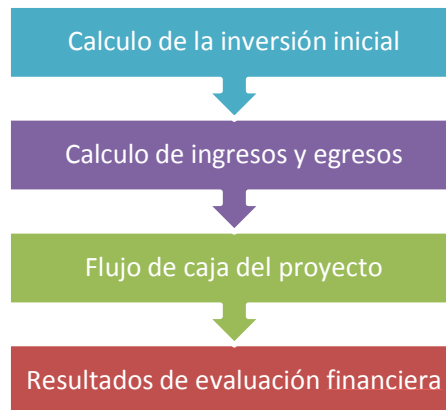 Calculo de la inversión inicial
Calculo de ingresos y egresos
Flujo de caja del proyecto
Resultados de evaluación financiera